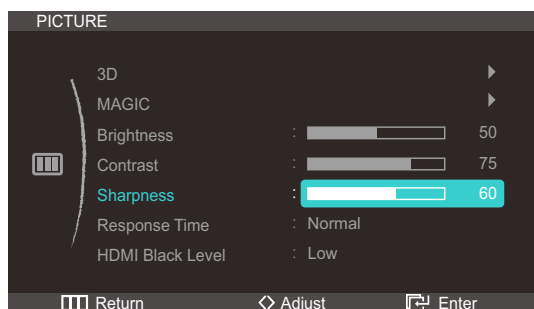 PICTURE
3D
MAGIC
Brightness : 50
Contrast : 75
Sharpness : 60
Response Time : Normal
HDMI Black Level : Low
Return Adjust Enter